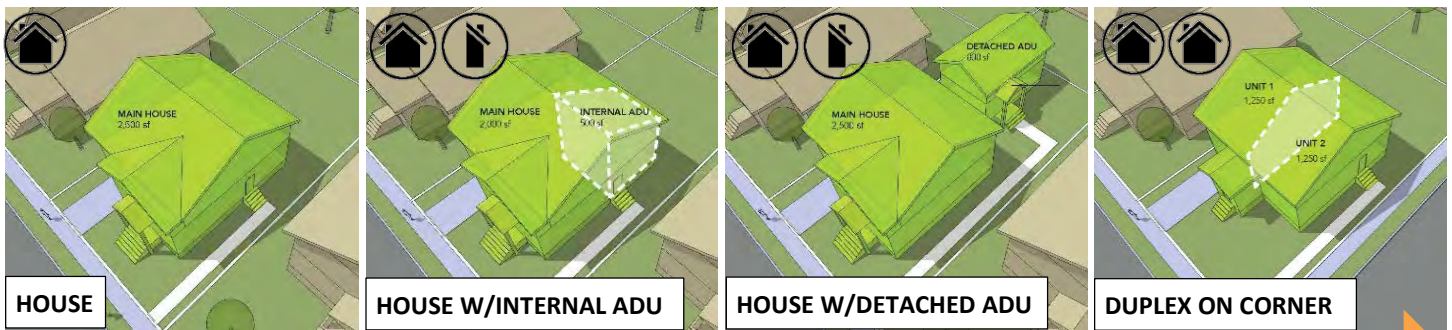 MAIN HOUSE
2,500 sf
HOUSE
MAIN HOUSE
2,000 sf
INTERNAL ADU
500 sf
HOUSE W/INTERNAL ADU
DETACHED ADU
800 sf
MAIN HOUSE
2,500 sf
HOUSE W/DETACHED ADU
UNIT 1
1,250 sf
UNIT 2
1,250 sf
DUPLEX ON CORNER